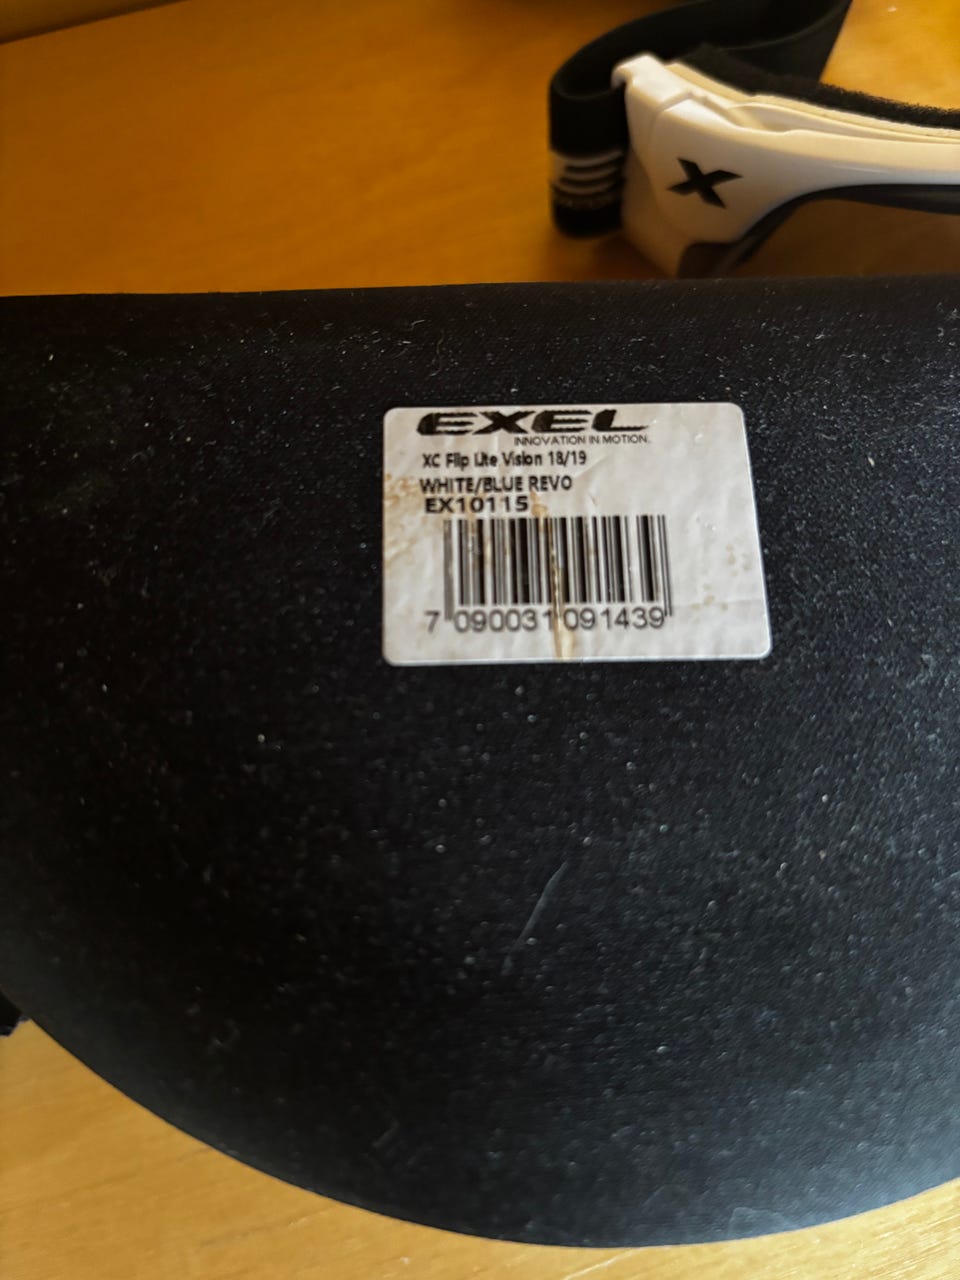 X
EXEL
INNOVATION IN MOTION.
XC Flip Lite Vision 18/19
WHITE/BLUE REVO
EX10115
7 090031 091439